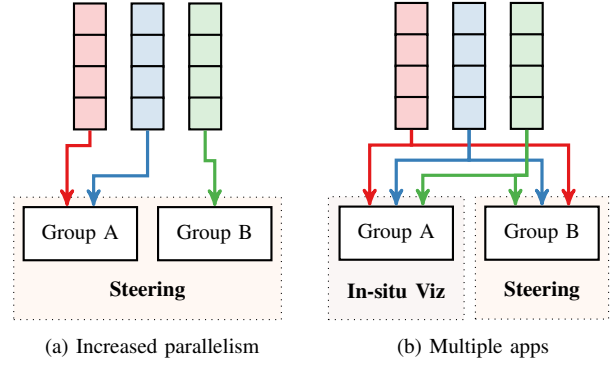 Group A
Group B
Steering
(a) Increased parallelism
Group A
Group B
In-situ Viz
Steering
(b) Multiple apps